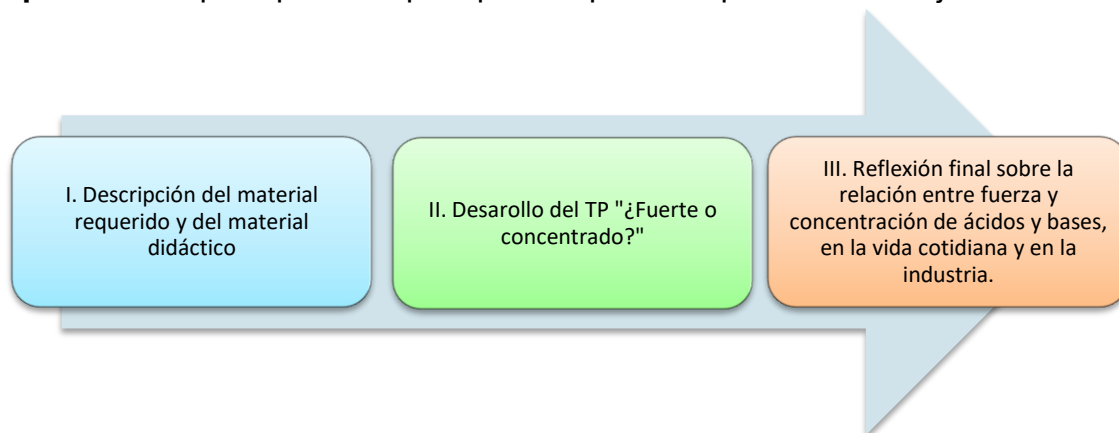 I. Descripción del material
requerido y del material
didáctico
II. Desarollo del TP "¿Fuerte o
concentrado?"
III. Reflexión final sobre la
relación entre fuerza y
concentración de ácidos y bases,
en la vida cotidiana y en la
industria.